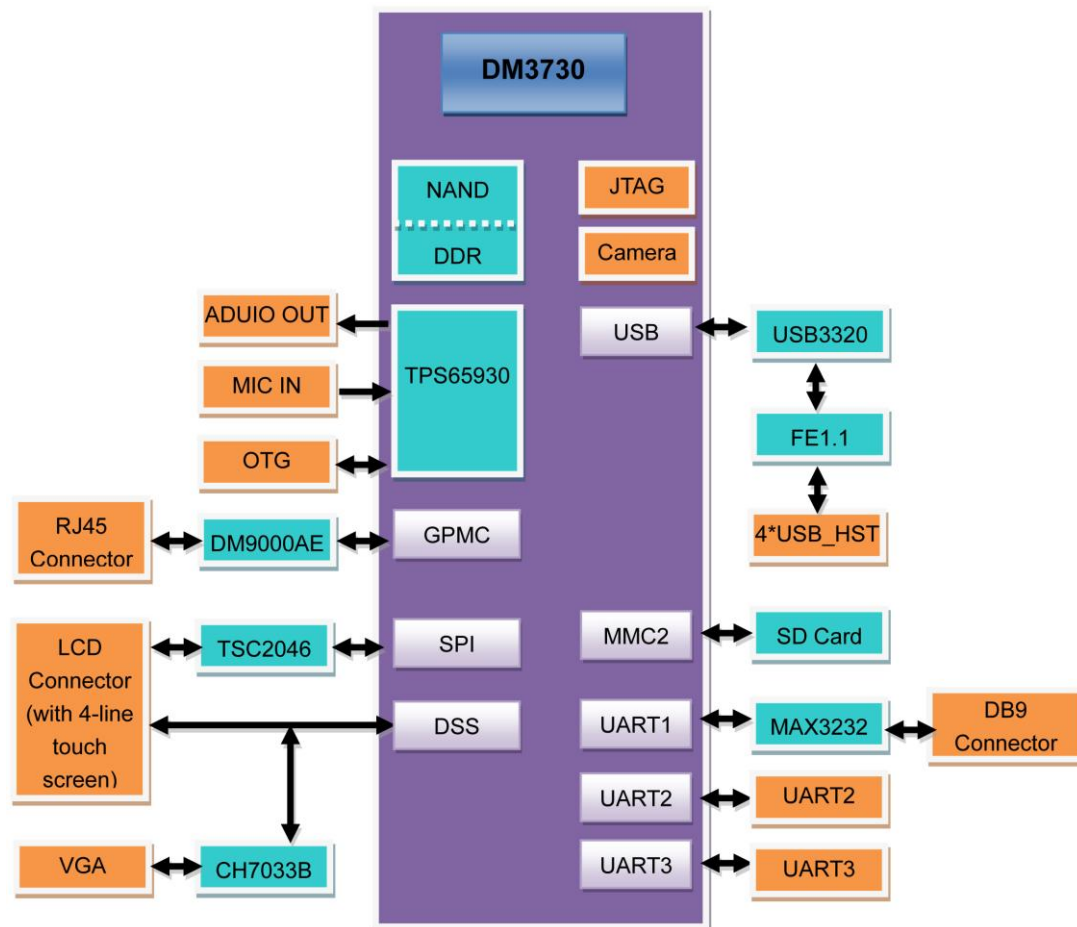 DM3730
NAND
DDR
JTAG
Camera
ADUIO OUT
MIC IN
OTG
TPS65930
USB
USB3320
FE1.1
4*USB_HST
RJ45
Connector
DM9000AE
GPMC
LCD
Connector
(with 4-line
touch
screen)
TSC2046
SPI
DSS
VGA
CH7033B
MMC2
SD Card
UART1
MAX3232
DB9
Connector
UART2
UART2
UART3
UART3